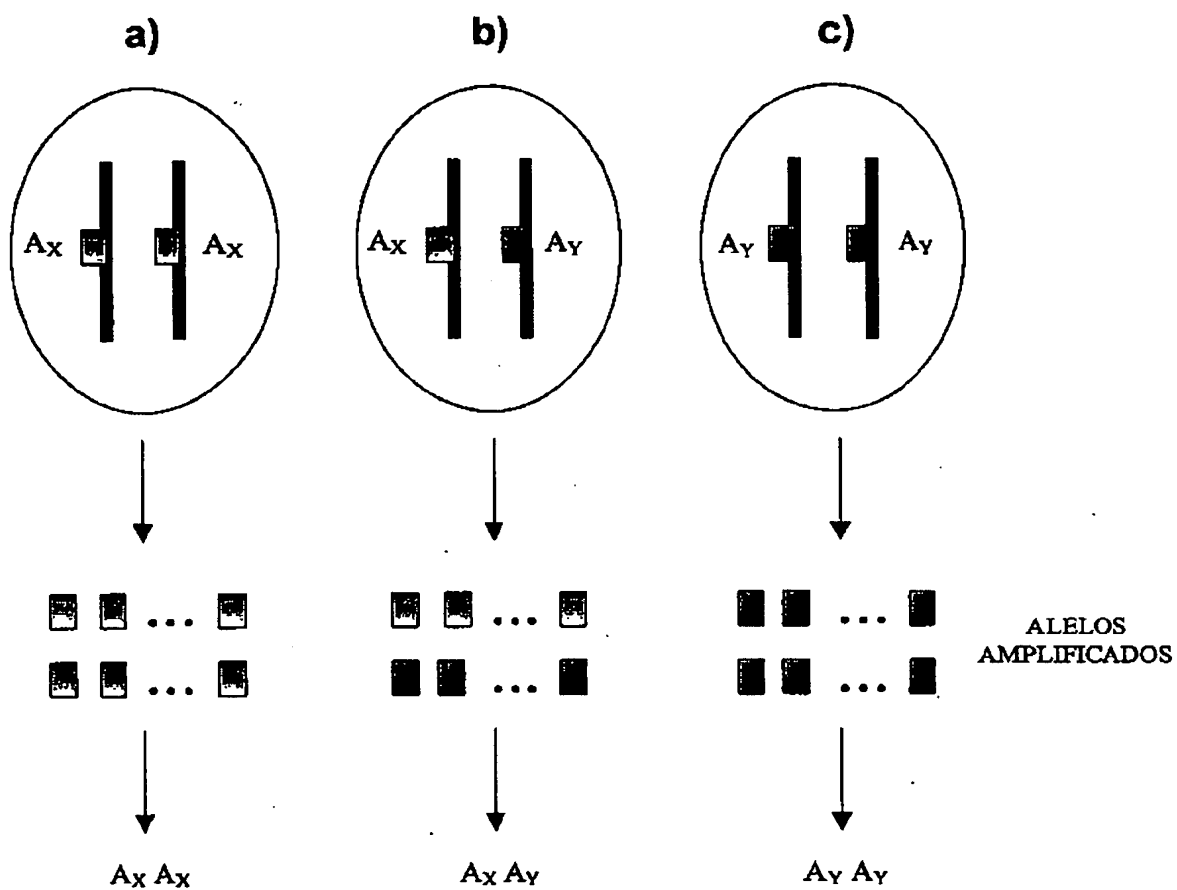 a) b) c)
AX AX AX AY AY AY
ALELOS
AMPLIFICADOS
AX AX AX AY AY AY